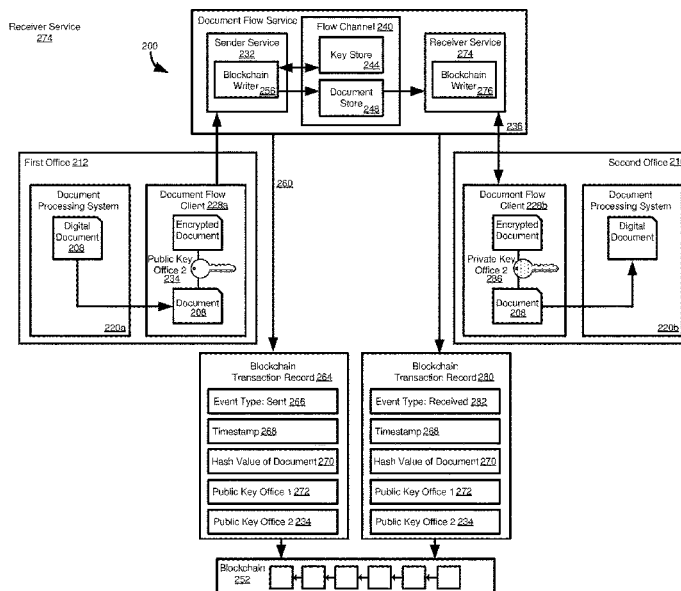 Receiver Service
274
200
Document Flow Service
Sender Service
232
Blockchain
Writer
256
Flow Channel
240
Key Store
244
Document
Store
248
Receiver Service
274
Blockchain
Writer
276
236
First Office 212
Document
Processing System
Digital
Document
208
220a
Document Flow
Client 228a
Encrypted
Document
Public Key
Office 2
234
Document
208
260
Second Office 21
Document Flow
Client 228b
Encrypted
Document
Private Key
Office 2
286
Document
208
Document
Processing System
Digital
Document
220b
Blockchain
Transaction Record 264
Event Type: Sent 266
Timestamp 268
Hash Value of Document 270
Public Key Office 1 272
Public Key Office 2 234
Blockchain
Transaction Record 280
Event Type: Received 282
Timestamp 268
Hash Value of Document 270
Public Key Office 1 272
Public Key Office 2 234
Blockchain
252